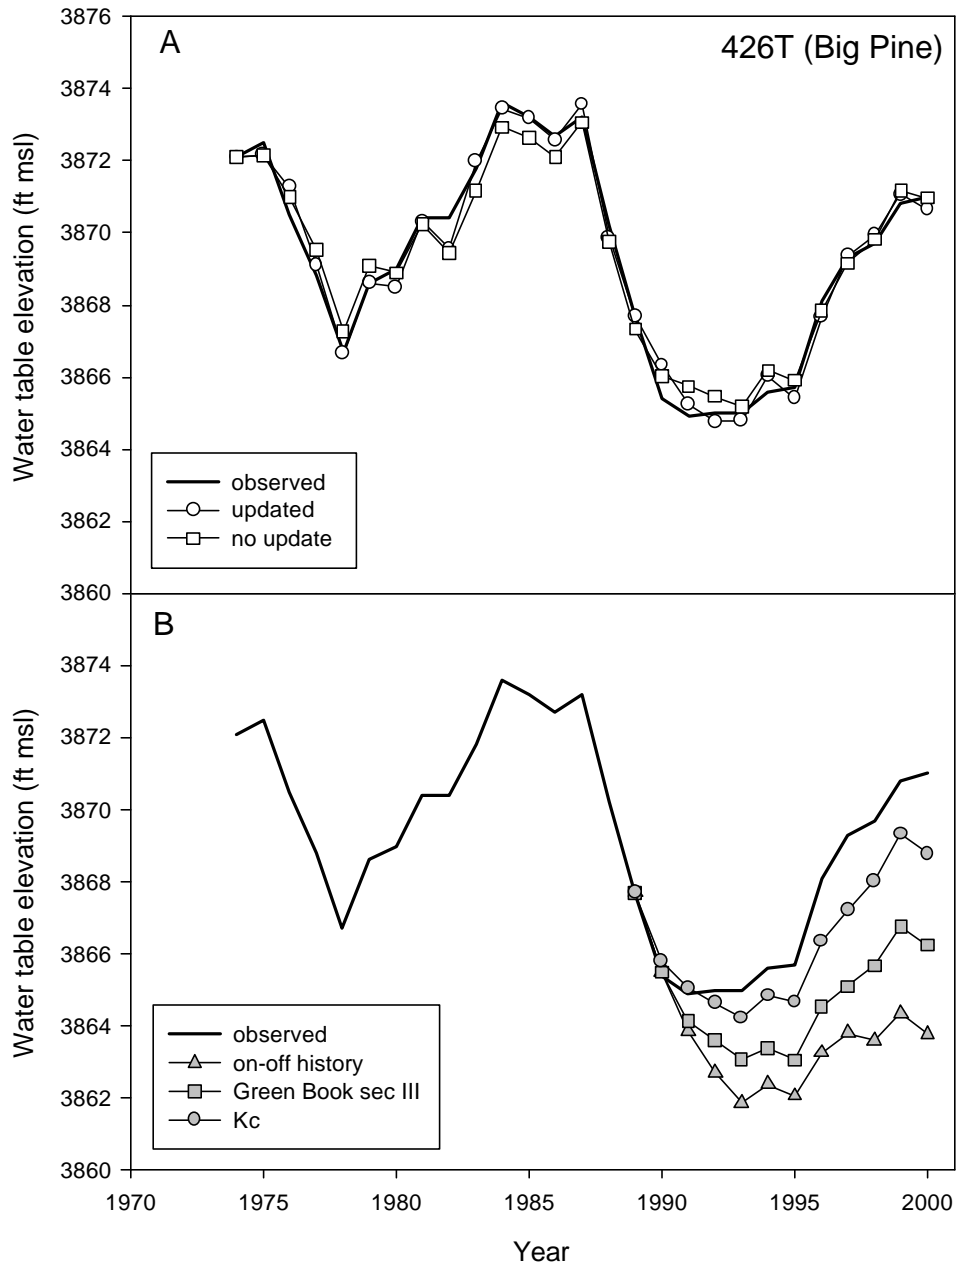 A
426T (Big Pine)
3876
3874
3872
3870
3868
3866
3864
3862
3860
Water table elevation (ft msl)
observed
updated
no update
B
3874
3872
3870
3868
3866
3864
3862
3860
Water table elevation (ft msl)
observed
on-off history
Green Book sec III
Kc
1970 1975 1980 1985 1990 1995 2000
Year